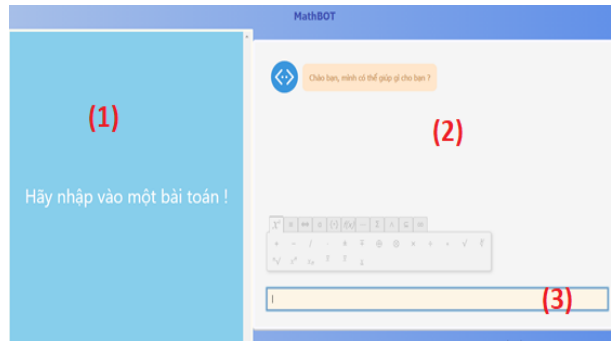 MathBOT
(1)
Hãy nhập vào một bài toán !
Chào bạn, mình có thể giúp gì cho bạn ?
(2)
(3)